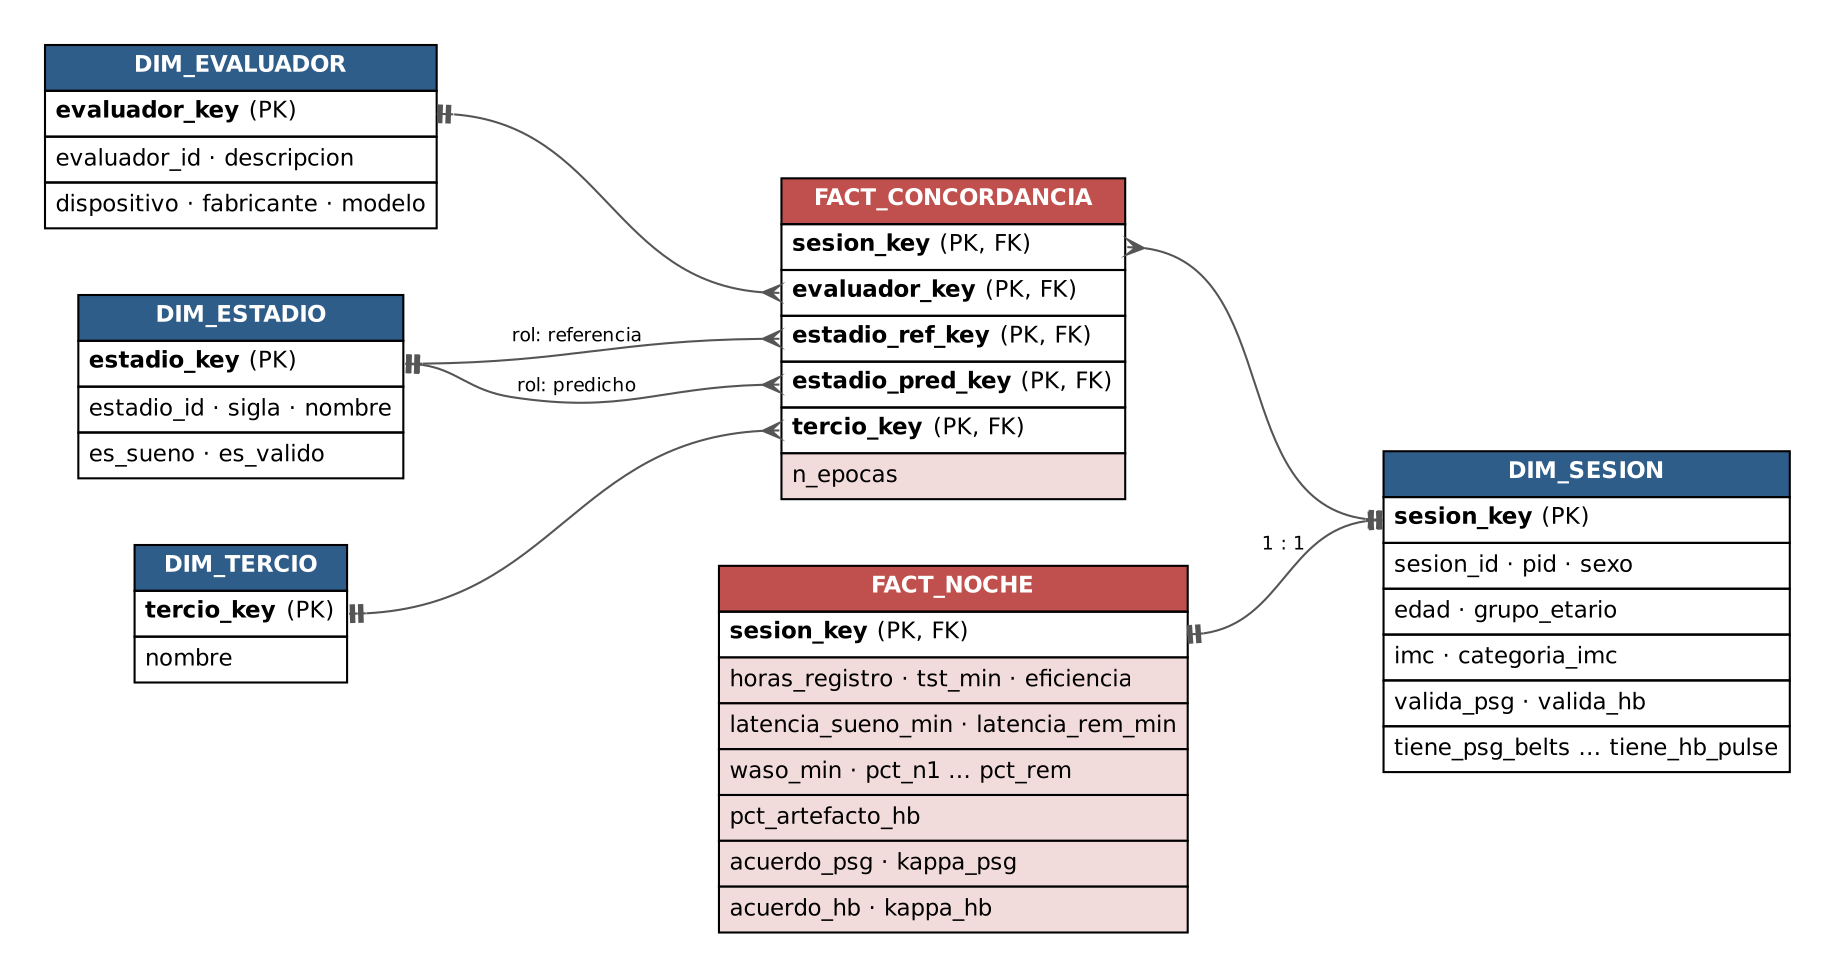 DIM_EVALUADOR
evaluador_key (PK)
evaluador_id · descripcion
dispositivo · fabricante · modelo
DIM_ESTADIO
estadio_key (PK)
estadio_id · sigla · nombre
es_sueno · es_valido
DIM_TERCIO
tercio_key (PK)
nombre
rol: referencia
rol: predicho
FACT_CONCORDANCIA
sesion_key (PK, FK)
evaluador_key (PK, FK)
estadio_ref_key (PK, FK)
estadio_pred_key (PK, FK)
tercio_key (PK, FK)
n_epocas
FACT_NOCHE
sesion_key (PK, FK)
horas_registro · tst_min · eficiencia
latencia_sueno_min · latencia_rem_min
waso_min · pct_n1 ... pct_rem
pct_artefacto_hb
acuerdo_psg · kappa_psg
acuerdo_hb · kappa_hb
1 : 1
DIM_SESION
sesion_key (PK)
sesion_id · pid · sexo
edad · grupo_etario
imc · categoria_imc
valida_psg · valida_hb
tiene_psg_belts ... tiene_hb_pulse